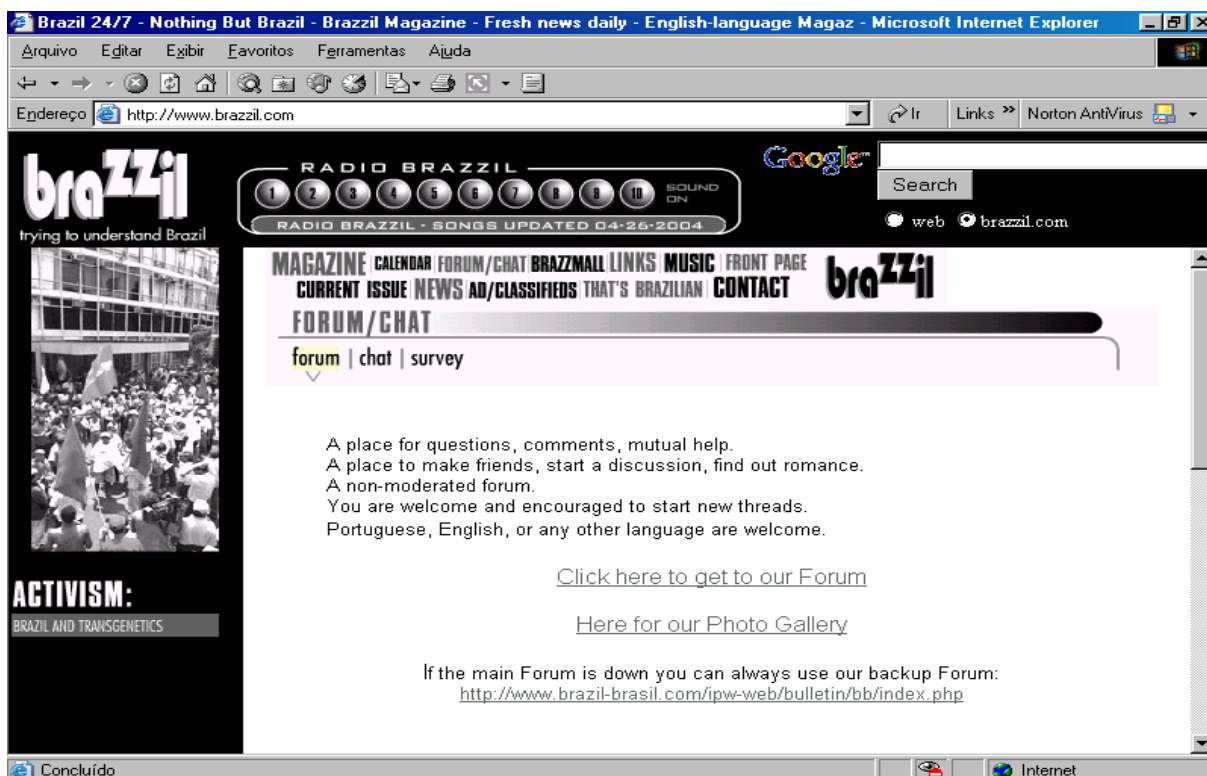 Brazil 24/7 - Nothing But Brazil - Brazzil Magazine - Fresh news daily - English-language Magaz - Microsoft Internet Explorer
Arquivo Editar Exibir Favoritos Ferramentas Ajuda
Endereço http://www.brazzil.com Ir Links » Norton AntiVirus
brazzil
trying to understand Brazil
RADIO BRAZZIL
1 2 3 4 5 6 7 8 9 10 SOUND ON
RADIO BRAZZIL - SONGS UPDATED 04-26-2004
Google™
Search
web brazzil.com
MAGAZINE | CALENDAR | FORUM/CHAT | BRAZZMALL | LINKS | MUSIC | FRONT PAGE
CURRENT ISSUE | NEWS | AD/CLASSIFIEDS | THAT'S BRAZILIAN | CONTACT
brazzil
FORUM/CHAT
forum | chat | survey
A place for questions, comments, mutual help.
A place to make friends, start a discussion, find out romance.
A non-moderated forum.
You are welcome and encouraged to start new threads.
Portuguese, English, or any other language are welcome.
Click here to get to our Forum
Here for our Photo Gallery
If the main Forum is down you can always use our backup Forum:
http://www.brazil-brasil.com/ipw-web/bulletin/bb/index.php
ACTIVISM:
BRAZIL AND TRANSGENETICS
Concluído Internet